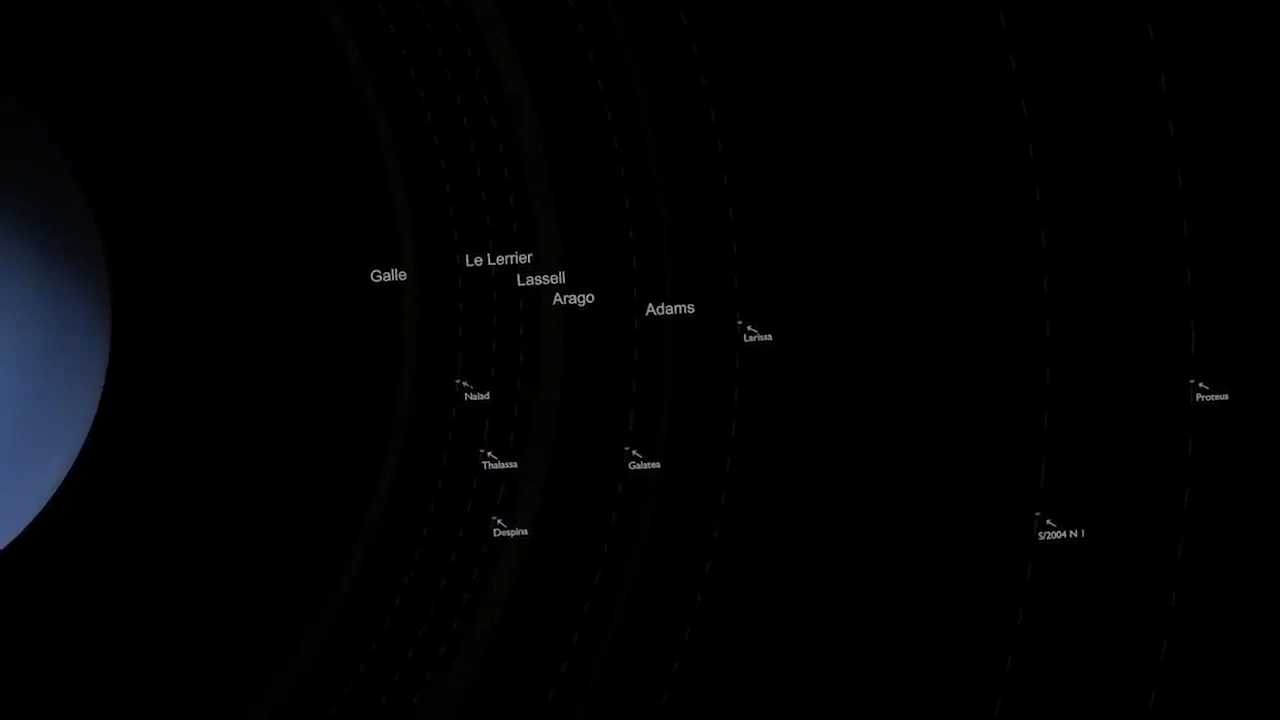 Le Lerrier
Galle
Lassell
Arago
Adams
Larissa
Naiad
Proteus
Thalassa
Galatea
Despina
S/2004 N 1